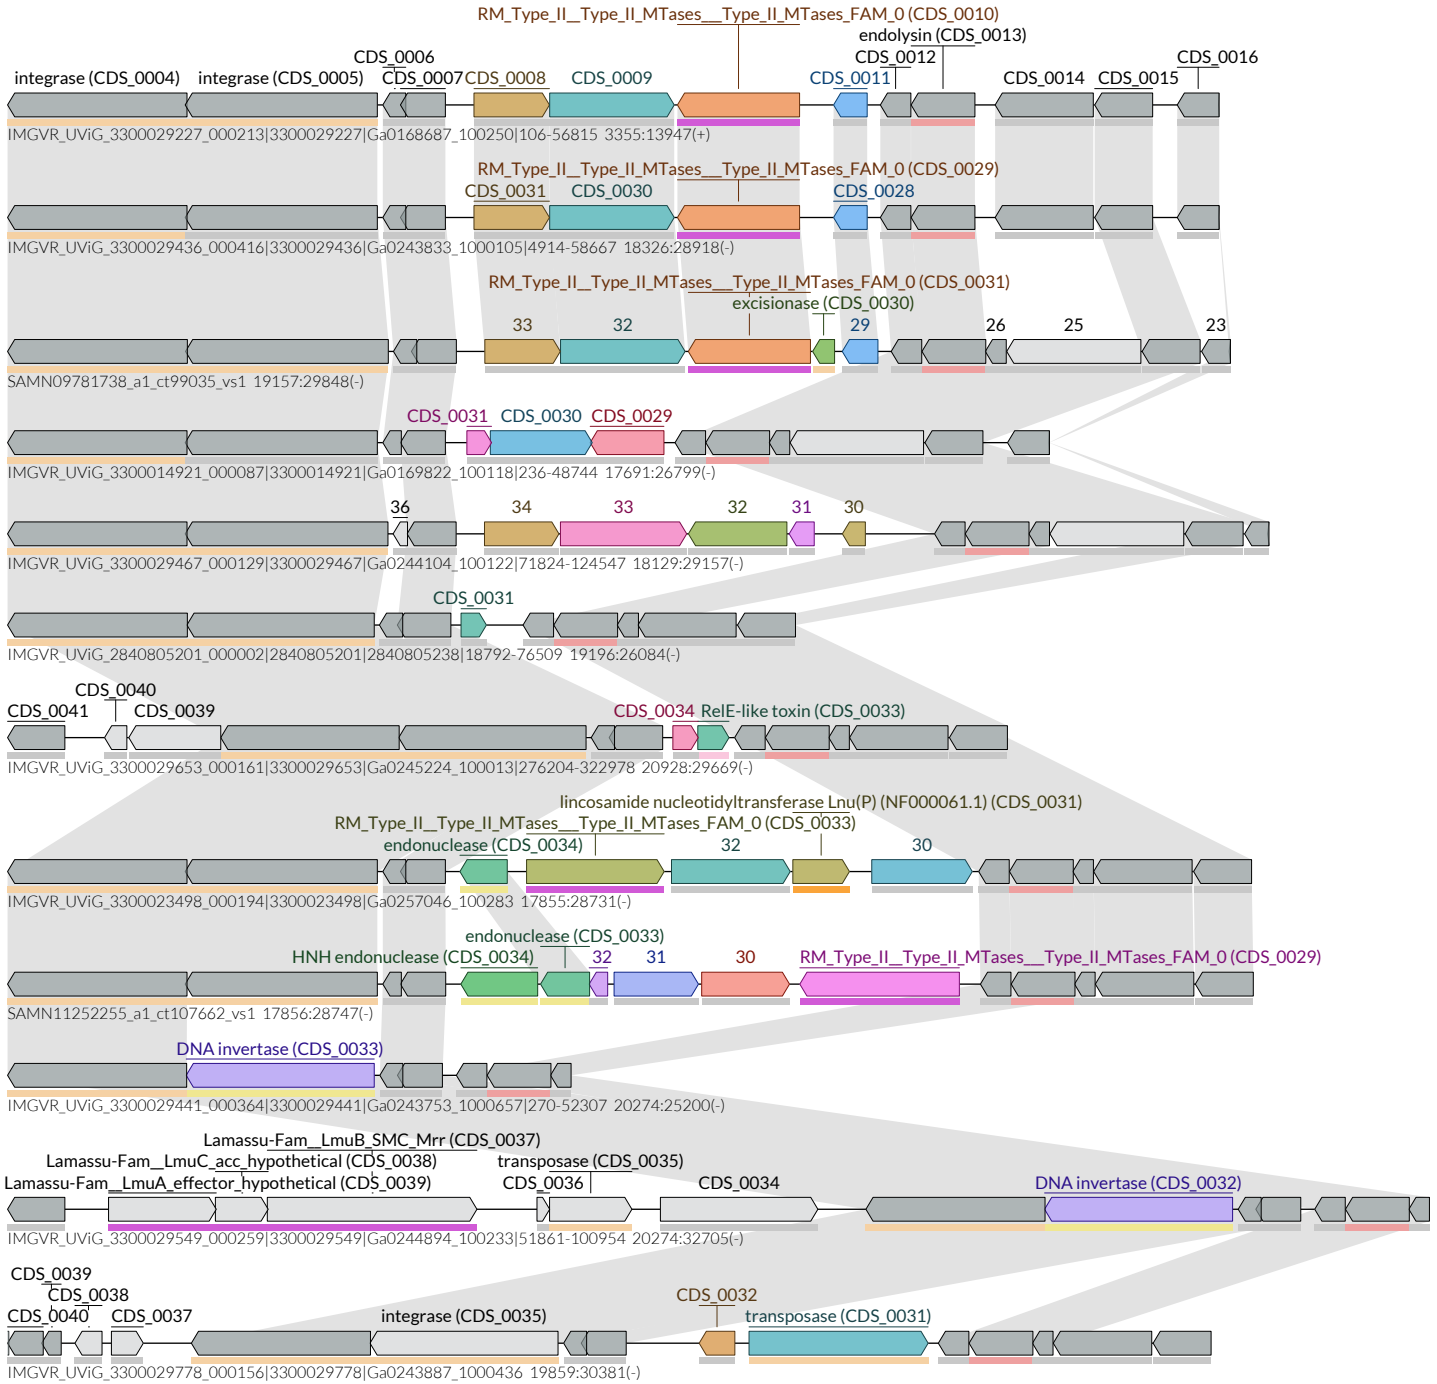 RM_Type_II__Type_II_MTases___Type_II_MTases_FAM_0 (CDS_0010)
endolysin (CDS_0013)
CDS_0006 CDS_0012 CDS_0016
integrase (CDS_0004) integrase (CDS_0005) CDS_0007 CDS_0008 CDS_0009 CDS_0011 CDS_0014 CDS_0015
IMGVR_UViG_3300029227_000213|3300029227|Ga0168687_100250|106-56815 3355:13947(+)
RM_Type_II__Type_II_MTases___Type_II_MTases_FAM_0 (CDS_0029)
CDS_0031 CDS_0030 CDS_0028
IMGVR_UViG_3300029436_000416|3300029436|Ga0243833_1000105|4914-58667 18326:28918(-)
RM_Type_II__Type_II_MTases___Type_II_MTases_FAM_0 (CDS_0031)
excisionase (CDS_0030)
33 32 29 26 25 23
SAMN09781738_a1_ct99035_vs1 19157:29848(-)
CDS_0031 CDS_0030 CDS_0029
IMGVR_UViG_3300014921_000087|3300014921|Ga0169822_100118|236-48744 17691:26799(-)
36 34 33 32 31 30
IMGVR_UViG_3300029467_000129|3300029467|Ga0244104_100122|71824-124547 18129:29157(-)
CDS_0031
IMGVR_UViG_2840805201_000002|2840805201|2840805238|18792-76509 19196:26084(-)
CDS_0040
CDS_0041 CDS_0039 CDS_0034 RelE-like toxin (CDS_0033)
IMGVR_UViG_3300029653_000161|3300029653|Ga0245224_100013|276204-322978 20928:29669(-)
lincosamide nucleotidyltransferase Lnu(P) (NF000061.1) (CDS_0031)
RM_Type_II__Type_II_MTases___Type_II_MTases_FAM_0 (CDS_0033)
endonuclease (CDS_0034) 32 30
IMGVR_UViG_3300023498_000194|3300023498|Ga0257046_100283 17855:28731(-)
endonuclease (CDS_0033)
HNH endonuclease (CDS_0034) 32 31 30 RM_Type_II__Type_II_MTases___Type_II_MTases_FAM_0 (CDS_0029)
SAMN11252255_a1_ct107662_vs1 17856:28747(-)
DNA invertase (CDS_0033)
IMGVR_UViG_3300029441_000364|3300029441|Ga0243753_1000657|270-52307 20274:25200(-)
Lamassu-Fam__LmuB_SMC_Mrr (CDS_0037)
Lamassu-Fam__LmuC_acc_hypothetical (CDS_0038) transposase (CDS_0035)
Lamassu-Fam__LmuA_effector_hypothetical (CDS_0039) CDS_0036 CDS_0034 DNA invertase (CDS_0032)
IMGVR_UViG_3300029549_000259|3300029549|Ga0244894_100233|51861-100954 20274:32705(-)
CDS_0039
CDS_0038 CDS_0032
CDS_0040 CDS_0037 integrase (CDS_0035) transposase (CDS_0031)
IMGVR_UViG_3300029778_000156|3300029778|Ga0243887_1000436 19859:30381(-)